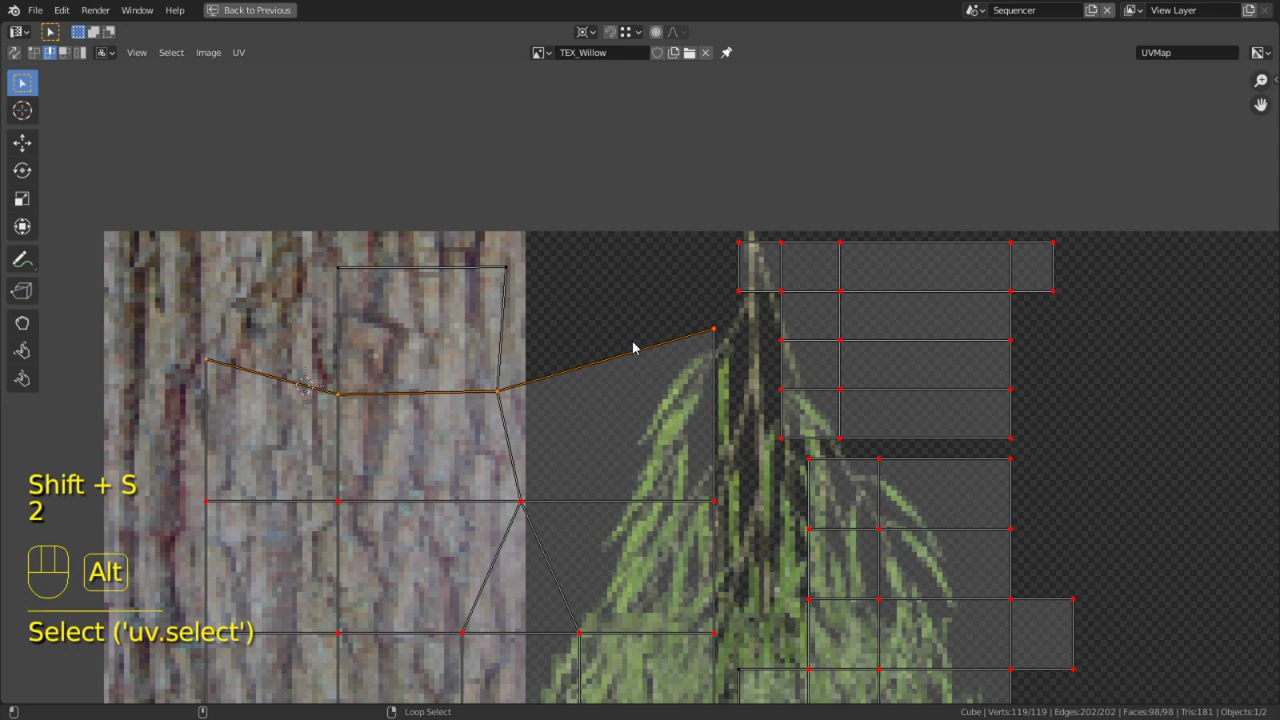 File Edit Render Window Help Back to Previous Sequencer View Layer
View Select Image UV TEX_Willow UVMap
Shift + S
2
Alt
Select ('uv.select')
Loop Select Cube | Verts:119/119 | Edges:202/202 | Faces:98/98 | Tris:181 | Objects:1/2